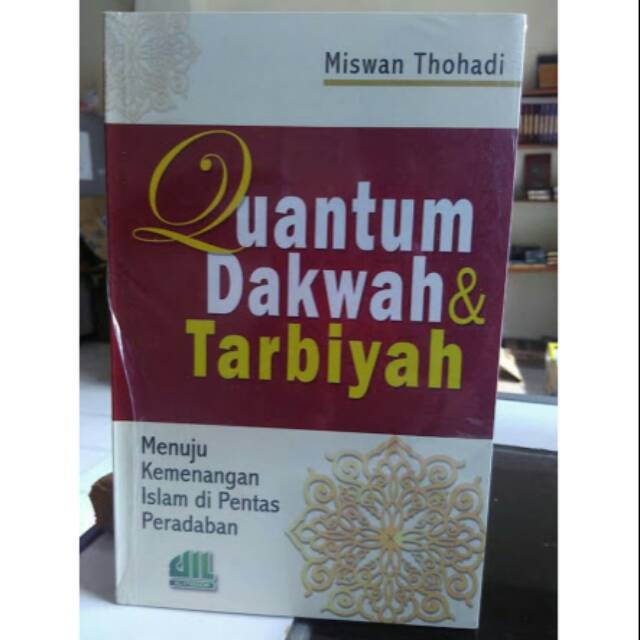 Miswan Thohadi
Quantum
Dakwah &
Tarbiyah
Menuju
Kemenangan
Islam di Pentas
Peradaban